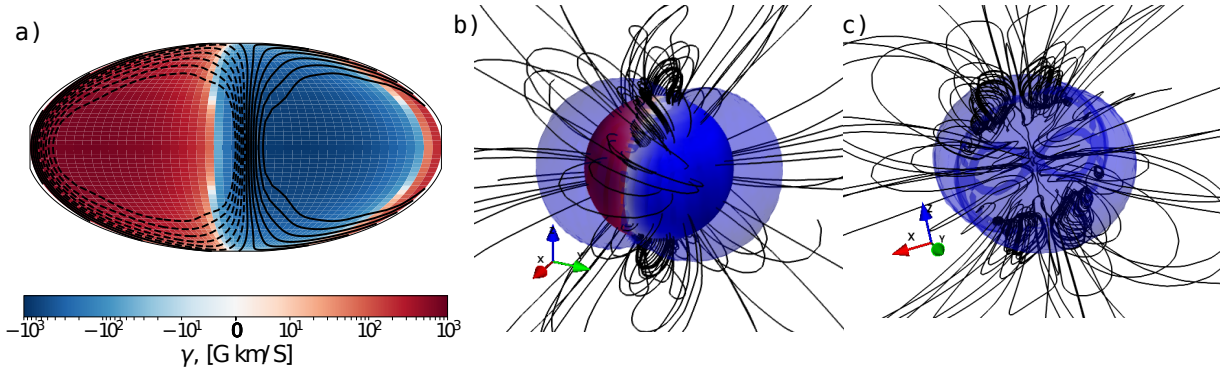 a)
b)
c)
−10³ −10² −10¹ 0 10¹ 10² 10³
γ, [G km/S]
X Y
X Z Y